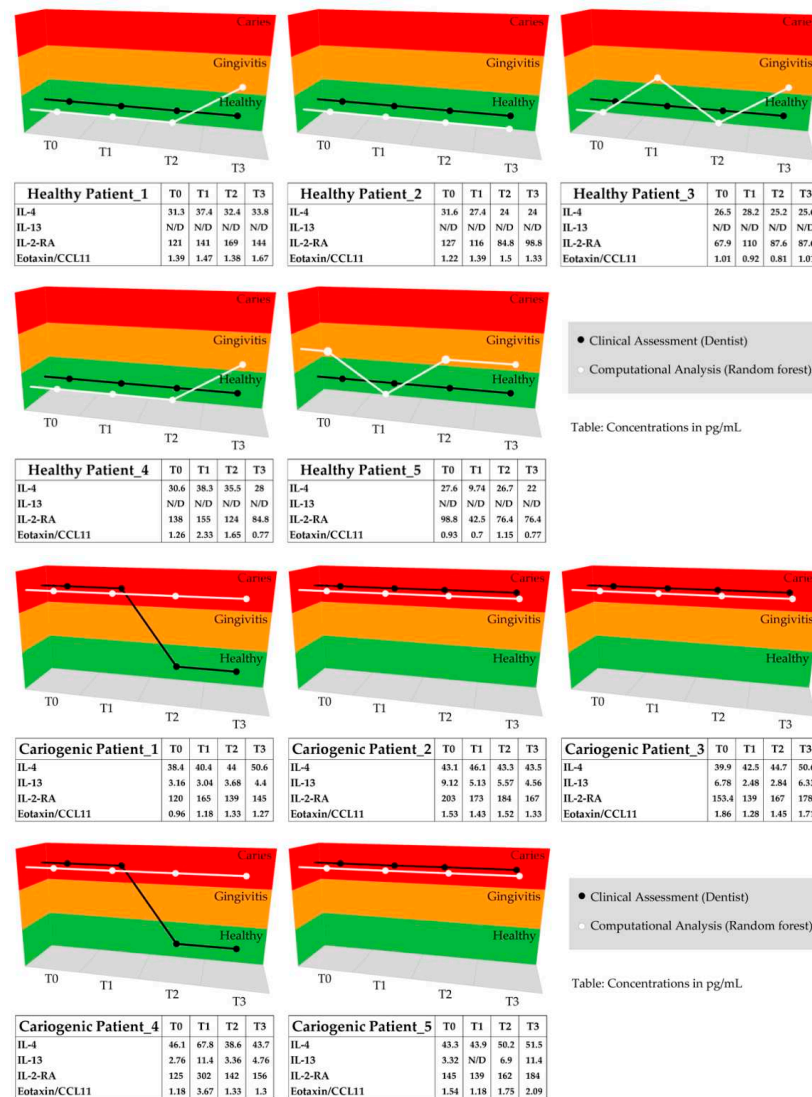 Caries
Gingivitis
Healthy
T0
T1
T2
T3
Healthy Patient_1 T0 T1 T2 T3
IL-4 31.3 37.4 32.4 33.8
IL-13 N/D N/D N/D N/D
IL-2-RA 121 141 169 144
Eotaxin/CCL11 1.39 1.47 1.38 1.67
Caries
Gingivitis
Healthy
T0
T1
T2
T3
Healthy Patient_2 T0 T1 T2 T3
IL-4 31.6 27.4 24 24
IL-13 N/D N/D N/D N/D
IL-2-RA 127 116 84.8 98.8
Eotaxin/CCL11 1.22 1.39 1.5 1.33
Caries
Gingivitis
Healthy
T0
T1
T2
T3
Healthy Patient_3 T0 T1 T2 T3
IL-4 26.5 28.2 25.2
IL-13 N/D N/D N/D N/D
IL-2-RA 67.9 110 87.6
Eotaxin/CCL11 1.01 0.92 0.81
Caries
Gingivitis
Healthy
T0
T1
T2
T3
Healthy Patient_4 T0 T1 T2 T3
IL-4 30.6 38.3 35.5 28
IL-13 N/D N/D N/D N/D
IL-2-RA 138 155 124 84.8
Eotaxin/CCL11 1.26 2.33 1.65 0.77
Caries
Gingivitis
Healthy
T0
T1
T2
T3
Healthy Patient_5 T0 T1 T2 T3
IL-4 27.6 9.74 26.7 22
IL-13 N/D N/D N/D N/D
IL-2-RA 98.8 42.5 76.4 76.4
Eotaxin/CCL11 0.93 0.7 1.15 0.77
Clinical Assessment (Dentist)
Computational Analysis (Random forest)
Table: Concentrations in pg/mL
Caries
Gingivitis
Healthy
T0
T1
T2
T3
Cariogenic Patient_1 T0 T1 T2 T3
IL-4 38.4 40.4 44 50.6
IL-13 3.16 3.04 3.68 4.4
IL-2-RA 120 165 139 145
Eotaxin/CCL11 0.96 1.18 1.33 1.27
Caries
Gingivitis
Healthy
T0
T1
T2
T3
Cariogenic Patient_2 T0 T1 T2 T3
IL-4 43.1 46.1 43.3 43.5
IL-13 9.12 5.13 5.57 4.56
IL-2-RA 203 173 184 167
Eotaxin/CCL11 1.53 1.43 1.52 1.33
Caries
Gingivitis
Healthy
T0
T1
T2
T3
Cariogenic Patient_3 T0 T1 T2 T3
IL-4 39.9 42.5 44.7
IL-13 6.78 2.48 2.84
IL-2-RA 153.4 139 167 178
Eotaxin/CCL11 1.86 1.28 1.45
Caries
Gingivitis
Healthy
T0
T1
T2
T3
Cariogenic Patient_4 T0 T1 T2 T3
IL-4 46.1 67.8 38.6 43.7
IL-13 2.76 11.4 3.36 4.76
IL-2-RA 125 302 142 156
Eotaxin/CCL11 1.18 3.67 1.33 1.3
Caries
Gingivitis
Healthy
T0
T1
T2
T3
Cariogenic Patient_5 T0 T1 T2 T3
IL-4 43.3 43.9 50.2 51.5
IL-13 3.32 N/D 6.9 11.4
IL-2-RA 145 139 162 184
Eotaxin/CCL11 1.54 1.18 1.75 2.09
Clinical Assessment (Dentist)
Computational Analysis (Random forest)
Table: Concentrations in pg/mL